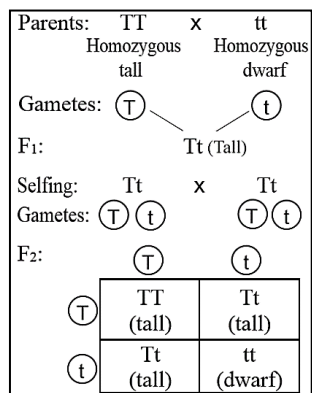 Parents: TT x tt
Homozygous Homozygous
tall dwarf
Gametes: T t
F₁: Tt (Tall)
Selfing: Tt x Tt
Gametes: T t T t
F₂: T t
T TT Tt
(tall) (tall)
t Tt tt
(tall) (dwarf)